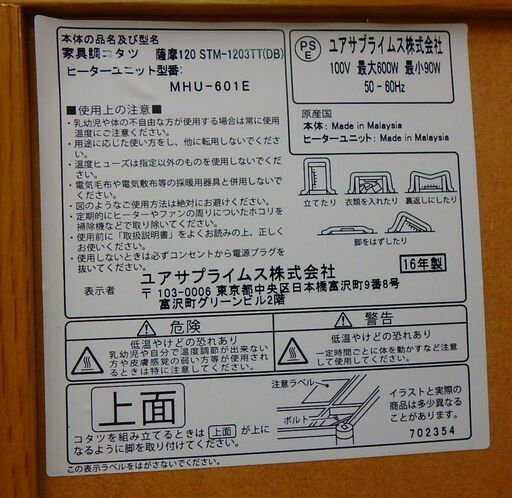 本体の品名及び型名
家具調コタツ 薩摩120 STM-1203TT(DB)
ヒーターユニット型番:
MHU-601E
PS
E
ユアサプライムス株式会社
100V 最大600W 最小90W
50-60Hz
■使用上の注意■
・乳幼児や体の不自由な方が使用する場合は常に使用
温度にご注意ください。
・用途に応じた使い方をし、他に転用しないでくださ
い。
・温度ヒューズは指定以外のものを使用しないでくだ
さい。
・電気毛布や電気敷布等の採暖用器具と併用しないで
ください。
・図のようなご使用方法は絶対にお避けください。
・定期的にヒーターやファンの周りについたホコリを
掃除機などで取り除いてください。
・使用前に「取扱説明書」をよくお読みの上、正しく
お使いください。
・使用しないときは必ずコンセントから電源プラグを
抜いてください。
原産国
本体: Made in Malaysia
ヒーターユニット: Made in Malaysia
立てたり 衣類を入れたり 裏返しにしたり
脚をはずしたり
16年製
表示者
ユアサプライムス株式会社
〒103-0006 東京都中央区日本橋富沢町9番8号
富沢町グリーンビル2階
危険
低温やけどの恐れあり
乳幼児や自分で温度調節が出来ない
方や皮膚感覚の弱い方等が使用され
るときは特に注意してください。
警告
低温やけどの恐れあり
一定時間ごとに体を動かすなど注意
して使用してください。
上面
コタツを組み立てるときは 上面 が上に
なるように脚を取り付けてください。
この表示ラベルをはがさないでください。
注意ラベル
ボルト
イラストと実際の
商品は多少異なる
ことがあります。
702354